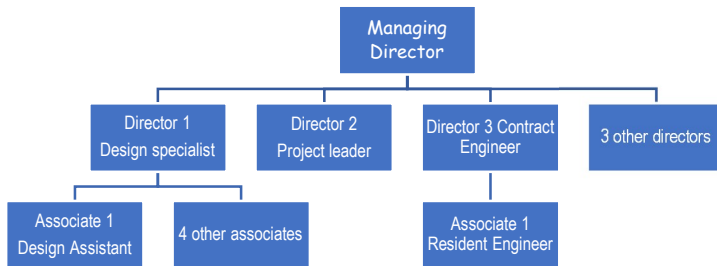 Managing
Director
Director 1
Design specialist
Director 2
Project leader
Director 3 Contract
Engineer
3 other directors
Associate 1
Design Assistant
4 other associates
Associate 1
Resident Engineer